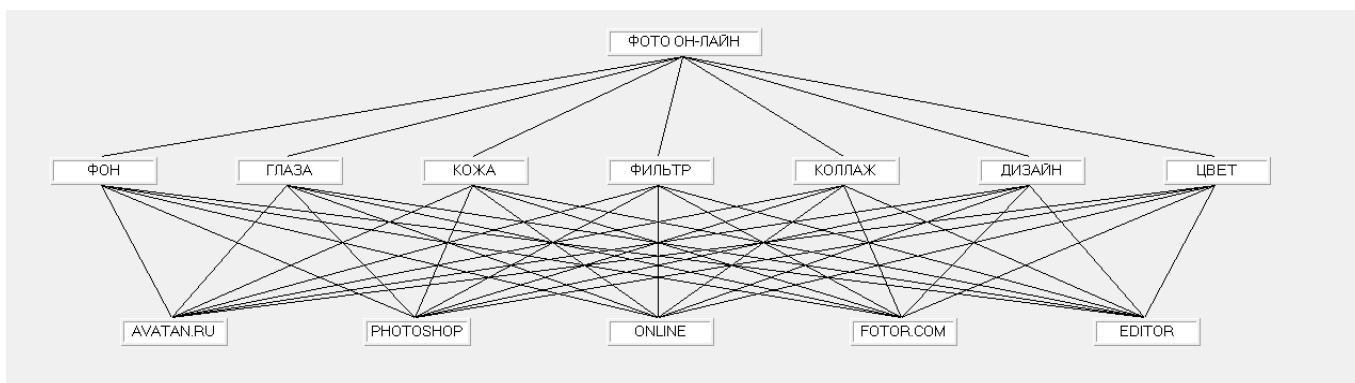 ФОТО ОН-ЛАЙН
ФОН
ГЛАЗА
КОЖА
ФИЛЬТР
КОЛЛАЖ
ДИЗАЙН
ЦВЕТ
AVATAN.RU
PHOTOSHOP
ONLINE
FOTOR.COM
EDITOR